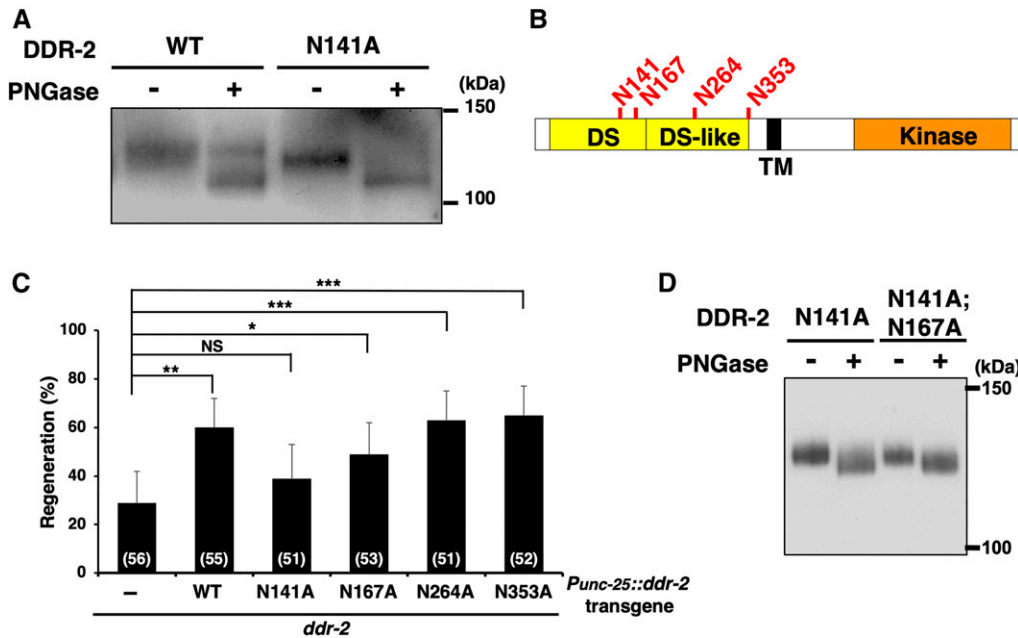 A
DDR-2
WT
N141A
PNGase
-
+
-
+
(kDa)
150
100
B
N141
N167
N264
N353
DS
DS-like
Kinase
TM
C
***
***
*
NS
**
100
80
60
40
20
0
Regeneration (%)
(56)
(55)
(51)
(53)
(51)
(52)
–
WT
N141A
N167A
N264A
N353A
Punc-25::ddr-2
transgene
ddr-2
D
DDR-2
N141A
N141A;
N167A
PNGase
-
+
-
+
(kDa)
150
100